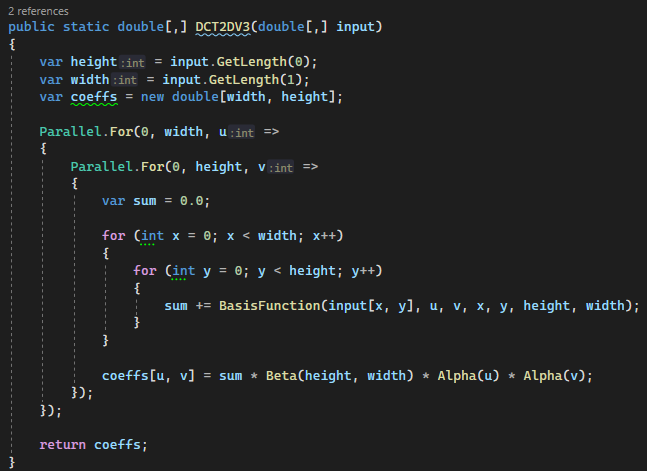 2 references
public static double[,] DCT2DV3(double[,] input)
{
    var height:int = input.GetLength(0);
    var width:int = input.GetLength(1);
    var coeffs = new double[width, height];

    Parallel.For(0, width, u:int =>
    {
        Parallel.For(0, height, v:int =>
        {
            var sum = 0.0;

            for (int x = 0; x < width; x++)
            {
                for (int y = 0; y < height; y++)
                {
                    sum += BasisFunction(input[x, y], u, v, x, y, height, width);
                }
            }

            coeffs[u, v] = sum * Beta(height, width) * Alpha(u) * Alpha(v);
        });
    });

    return coeffs;
}